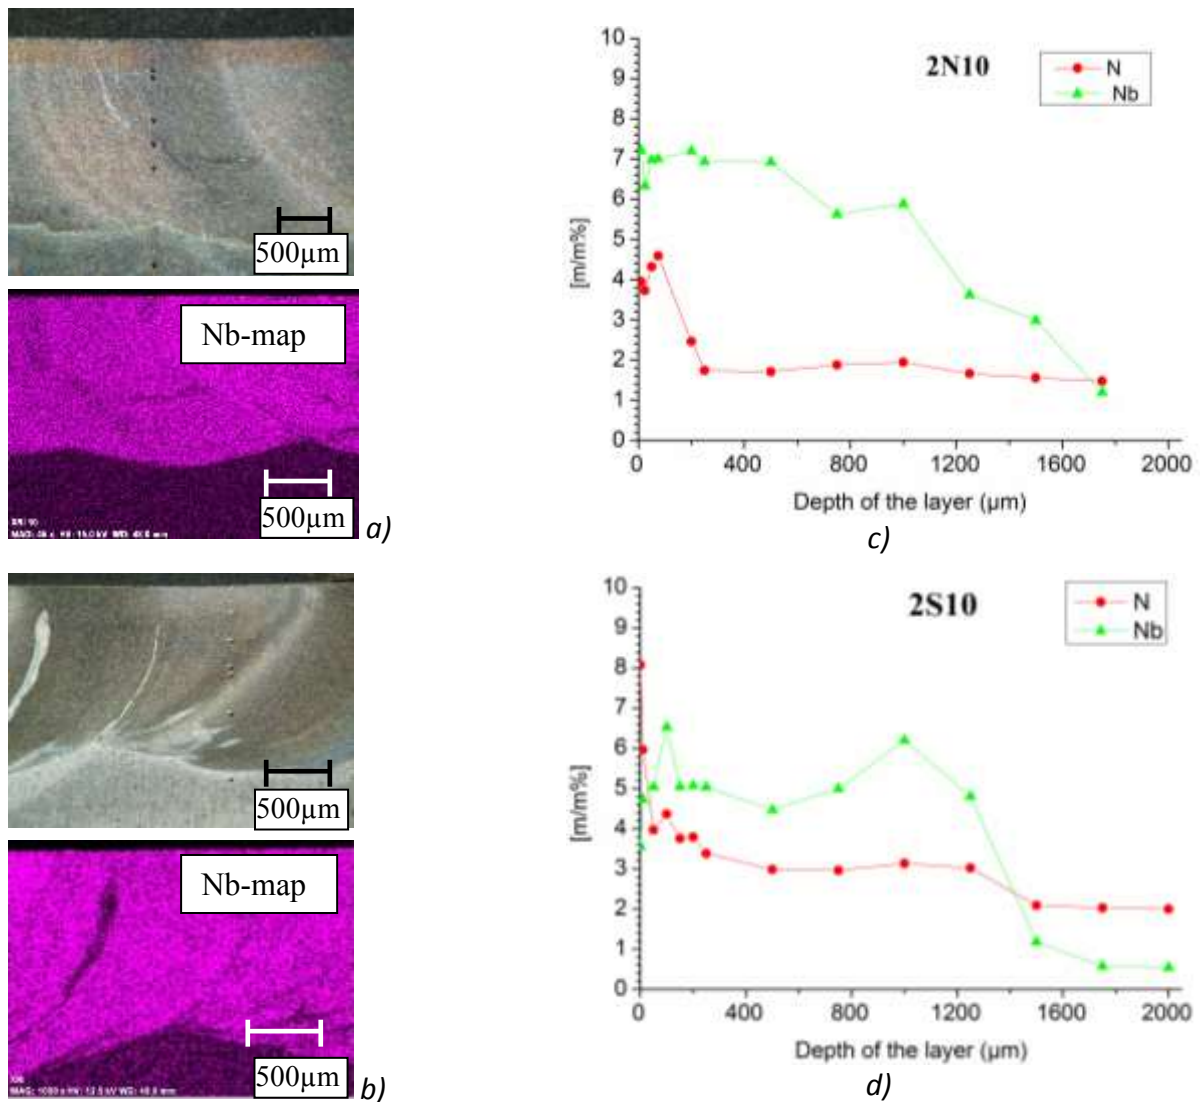 500µm
Nb-map
500µm
a)
10
9
8
7
6
5
4
3
2
1
0
[m/m%]
2N10
N
Nb
0 400 800 1200 1600 2000
Depth of the layer (µm)
c)
500µm
Nb-map
500µm
b)
10
9
8
7
6
5
4
3
2
1
0
[m/m%]
2S10
N
Nb
0 400 800 1200 1600 2000
Depth of the layer (µm)
d)